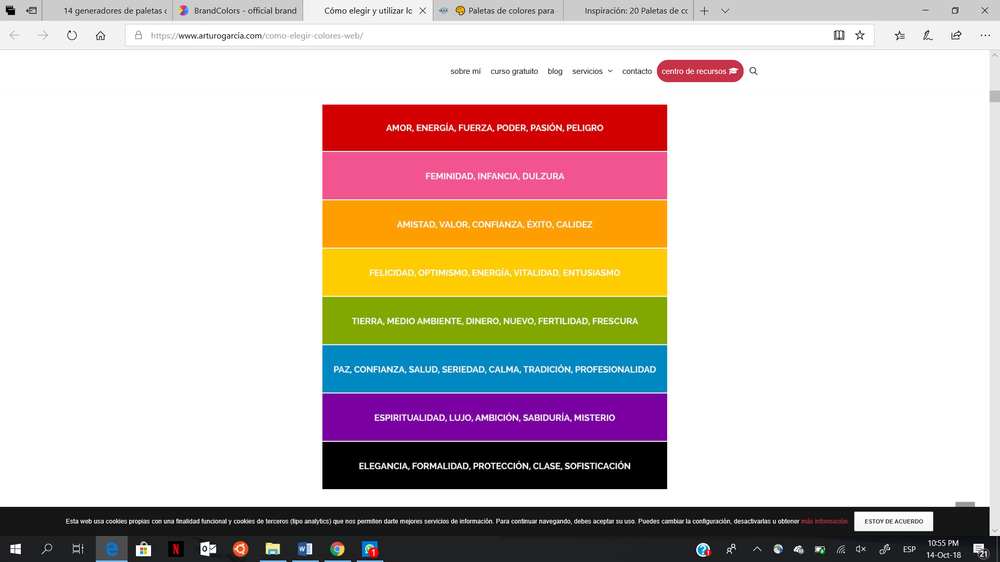 14 generadores de paletas
BrandColors - official brand
Cómo elegir y utilizar lo
Paletas de colores para
Inspiración: 20 Paletas de co
https://www.arturogarcia.com/como-elegir-colores-web/
sobre mí curso gratuito blog servicios contacto centro de recursos
AMOR, ENERGÍA, FUERZA, PODER, PASIÓN, PELIGRO
FEMINIDAD, INFANCIA, DULZURA
AMISTAD, VALOR, CONFIANZA, ÉXITO, CALIDEZ
FELICIDAD, OPTIMISMO, ENERGÍA, VITALIDAD, ENTUSIASMO
TIERRA, MEDIO AMBIENTE, DINERO, NUEVO, FERTILIDAD, FRESCURA
PAZ, CONFIANZA, SALUD, SERIEDAD, CALMA, TRADICIÓN, PROFESIONALIDAD
ESPIRITUALIDAD, LUJO, AMBICIÓN, SABIDURÍA, MISTERIO
ELEGANCIA, FORMALIDAD, PROTECCIÓN, CLASE, SOFISTICACIÓN
Esta web usa cookies propias con una finalidad funcional y cookies de terceros (tipo analytics) que nos permiten darte mejores servicios de información. Para continuar navegando, debes aceptar su uso. Puedes cambiar la configuración, desactivarlas u obtener más información.
ESTOY DE ACUERDO
ESP
10:55 PM
14-Oct-18
21
1